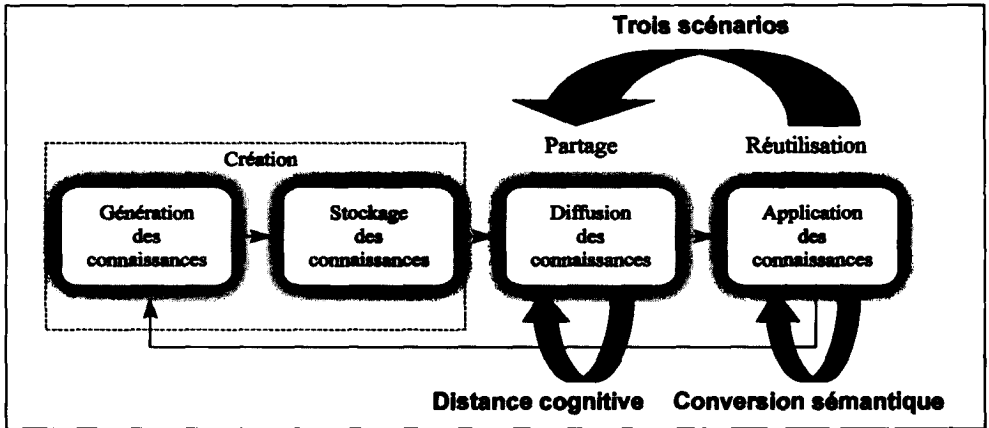 Trois scénarios
Partage
Réutilisation
Création
Génération
des
connaissances
Stockage
des
connaissances
Diffusion
des
connaissances
Application
des
connaissances
Distance cognitive
Conversion sémantique